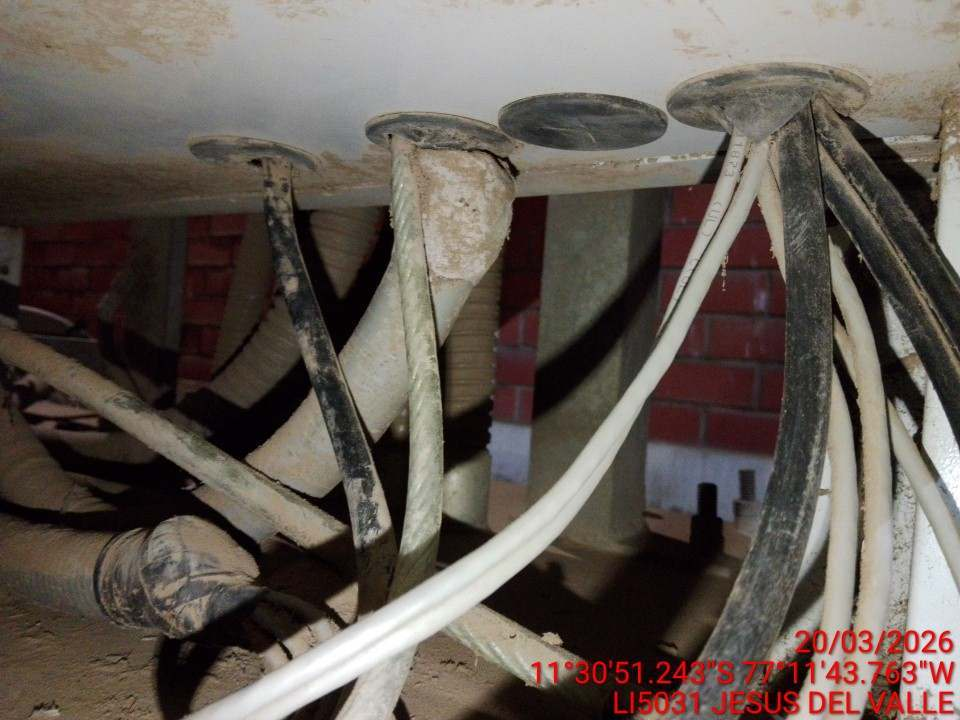 20/03/2026
11°30'51.243"S 77°11'43.763"W
LI5031 JESUS DEL VALLE